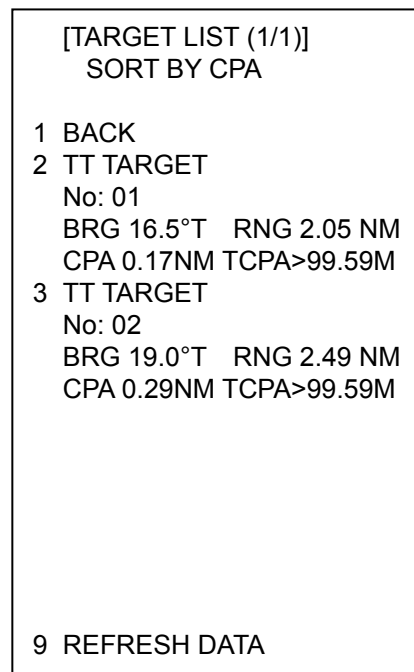 [TARGET LIST (1/1)]
SORT BY CPA
1 BACK
2 TT TARGET
No: 01
BRG 16.5°T RNG 2.05 NM
CPA 0.17NM TCPA>99.59M
3 TT TARGET
No: 02
BRG 19.0°T RNG 2.49 NM
CPA 0.29NM TCPA>99.59M
9 REFRESH DATA